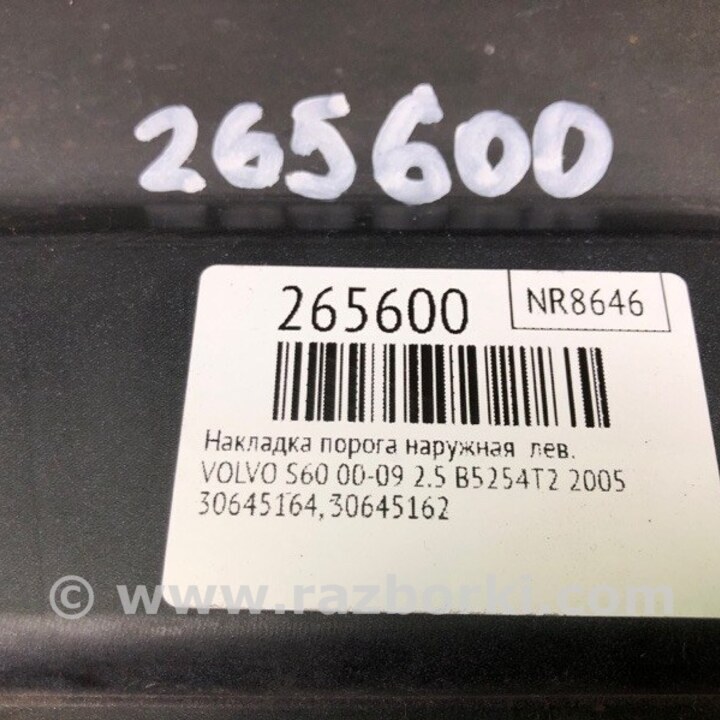 265600
265600
NR8646
Накладка порога наружная лев.
VOLVO S60 00-09 2.5 B5254T2 2005
30645164,30645162
© www.razborki.com